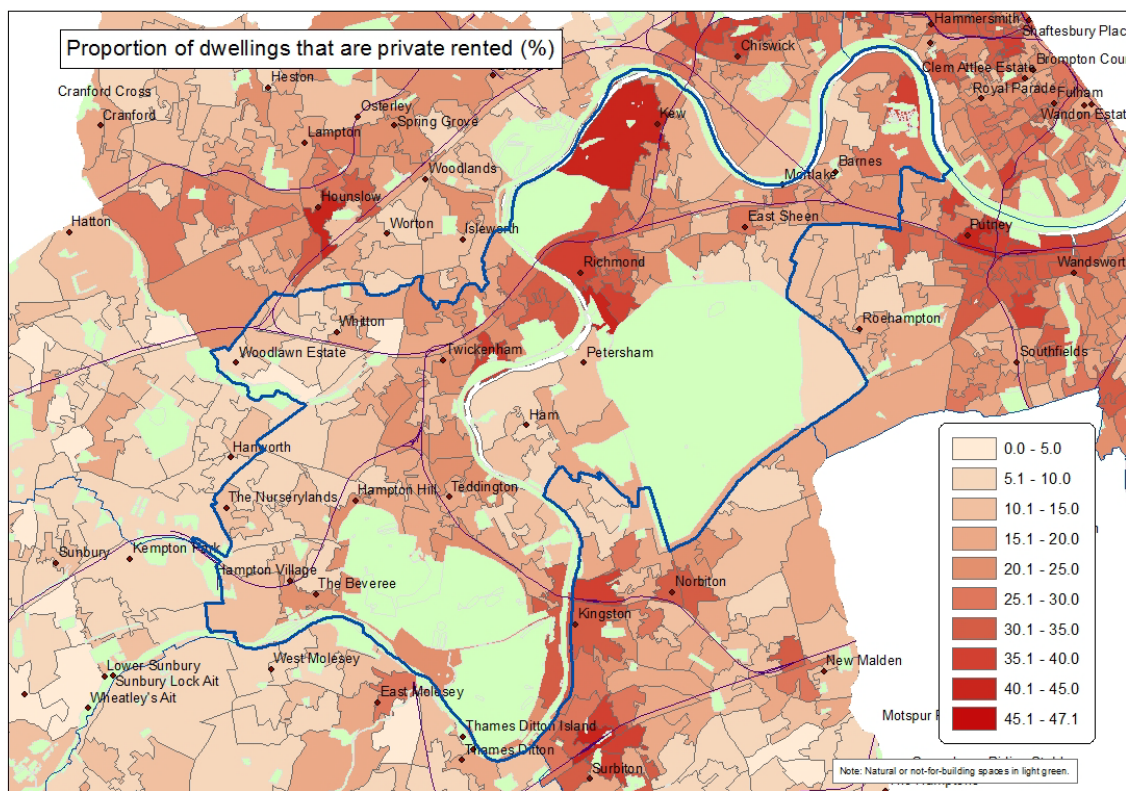 Proportion of dwellings that are private rented (%)
Hammersmith
Shaftesbury Plac
Chiswick
Heston
Clem Attlee Estate
Brompton Cour
Cranford Cross
Royal Parade
Fulham
Osterley
Cranford
Spring Grove
Kew
Wandon Estat
Lampton
Barnes
Woodlands
Mortlake
Hounslow
East Sheen
Hatton
Worton
Isleworth
Putney
Richmond
Wandswort
Whitton
Roehampton
Woodlawn Estate
Twickenham
Petersham
Southfields
Ham
Hanworth
0.0 - 5.0
5.1 - 10.0
The Nurserylands
Hampton Hill
Teddington
10.1 - 15.0
15.1 - 20.0
Sunbury
Kempton Park
20.1 - 25.0
Hampton Village
The Beveree
Norbiton
25.1 - 30.0
Kingston
30.1 - 35.0
Lower Sunbury
West Molesey
New Malden
35.1 - 40.0
Sunbury Lock Ait
Wheatley's Ait
East Molesey
40.1 - 45.0
Thames Ditton Island
Motspur
45.1 - 47.1
Thames Ditton
Surbiton
Note: Natural or not-for-building spaces in light green.